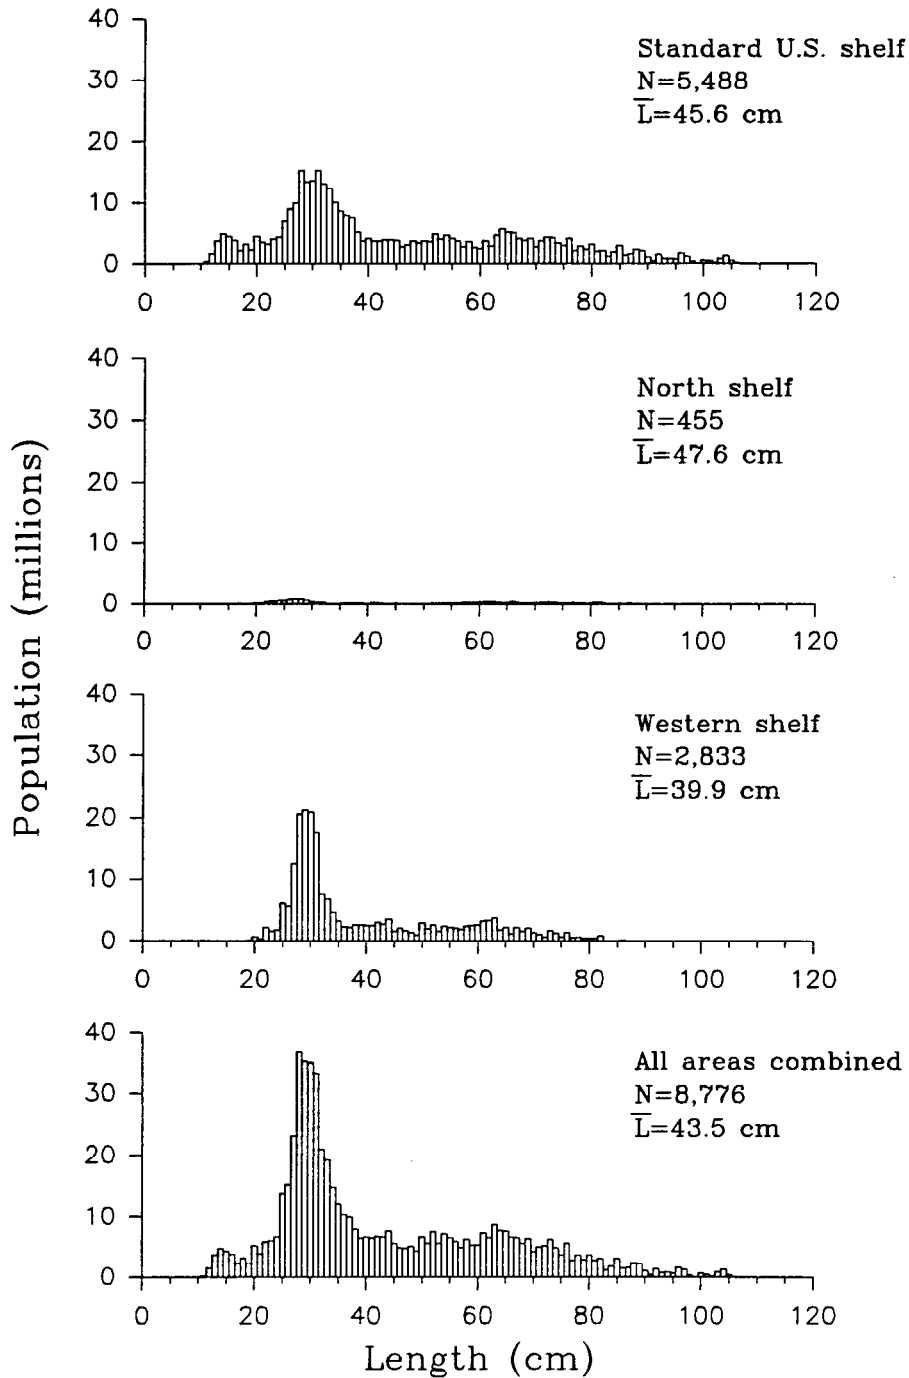 40
30
20
10
0
0 20 40 60 80 100 120
Standard U.S. shelf
N=5,488
L̅=45.6 cm
40
30
20
10
0
0 20 40 60 80 100 120
North shelf
N=455
L̅=47.6 cm
Population (millions)
40
30
20
10
0
0 20 40 60 80 100 120
Western shelf
N=2,833
L̅=39.9 cm
40
30
20
10
0
0 20 40 60 80 100 120
All areas combined
N=8,776
L̅=43.5 cm
Length (cm)